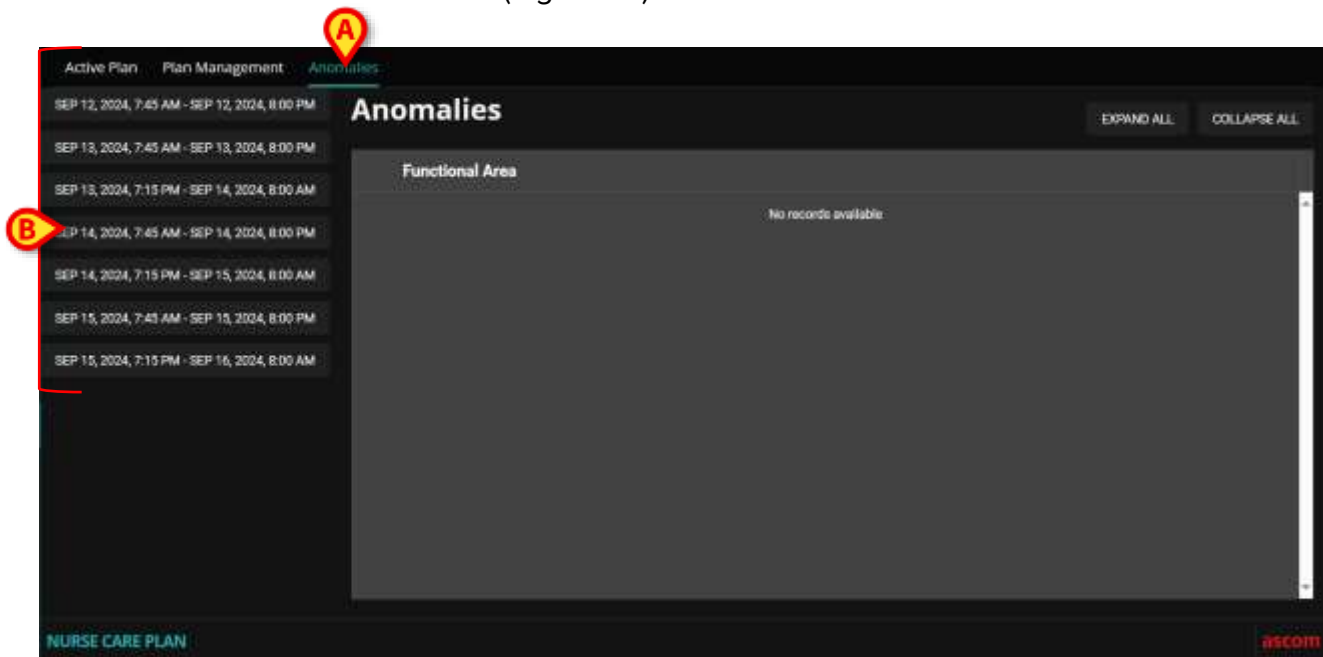 A
Active Plan Plan Management Anomalies
SEP 12, 2024, 7:45 AM - SEP 12, 2024, 8:00 PM
Anomalies
EXPAND ALL COLLAPSE ALL
SEP 13, 2024, 7:45 AM - SEP 13, 2024, 8:00 PM
Functional Area
SEP 13, 2024, 7:15 PM - SEP 14, 2024, 8:00 AM
No records available
B
SEP 14, 2024, 7:45 AM - SEP 14, 2024, 8:00 PM
SEP 14, 2024, 7:15 PM - SEP 15, 2024, 8:00 AM
SEP 15, 2024, 7:45 AM - SEP 15, 2024, 8:00 PM
SEP 15, 2024, 7:15 PM - SEP 16, 2024, 8:00 AM
NURSE CARE PLAN
ascom